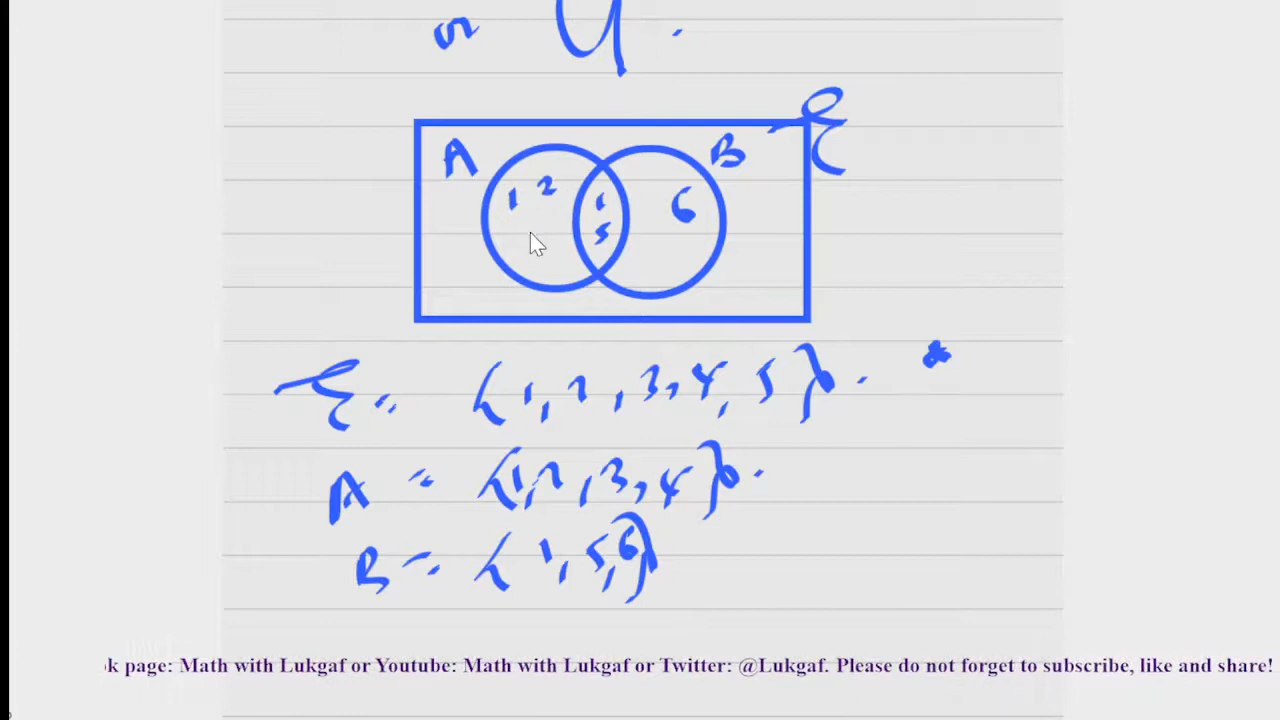 or U.
A B ξ
1 2 1 6
5
ξ = {1, 2, 3, 4, 5}.
A = {1, 2, 3, 4}.
B = {1, 5, 6}
k page: Math with Lukgaf or Youtube: Math with Lukgaf or Twitter: @Lukgaf. Please do not forget to subscribe, like and share!